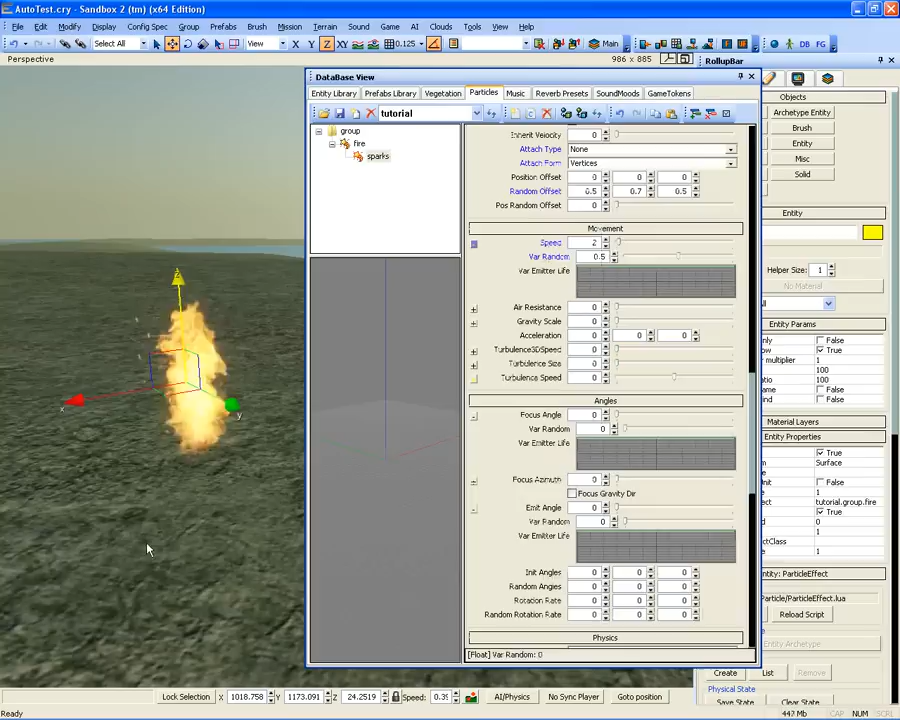 AutoTest.cry - Sandbox 2 (tm) (x64 Edition)
File Edit Modify Display Config Spec Group Prefabs Brush Mission Terrain Sound Game AI Clouds Tools View Help
Select All View XY 0.125 Main DB FG
Perspective 986 x 885 RollupBar
DataBase View
Entity Library Prefabs Library Vegetation Particles Music Reverb Presets SoundMoods GameTokens
tutorial
group
fire
sparks
Inherit Velocity 0
Attach Type None
Attach Form Vertices
Position Offset 0 0 0
Random Offset 0.5 0.7 0.5
Pos Random Offset 0
Movement
Speed 2
Var Random 0.5
Var Emitter Life
Air Resistance 0
Gravity Scale 0
Acceleration 0 0 0
Turbulence3DSpeed 0
Turbulence Size 0
Turbulence Speed 0
Angles
Focus Angle 0
Var Random 0
Var Emitter Life
Focus Azimuth 0
Focus Gravity Dir
Emit Angle 0
Var Random 0
Var Emitter Life
Init Angles 0 0 0
Random Angles 0 0 0
Rotation Rate 0 0 0
Random Rotation Rate 0 0 0
Physics
[Float] Var Random: 0
Objects
Archetype Entity
Brush
Entity
Misc
Solid
Entity
Helper Size: 1
No Material
Entity Params
False
True
multiplier 1
100
ratio 100
False
False
Material Layers
Entity Properties
True
Surface
False
1
tutorial.group.fire
True
0
1
1
Entity: ParticleEffect
Particle/ParticleEffect.lua
Reload Script
Entity Archetype
Create List Remove
Physical State
Save State Clear State
x y z
Lock Selection X 1018.758 Y 1173.091 Z 24.2519 Speed: AI/Physics No Sync Player Goto position
Ready 447 Mb CAP NUM SCRL